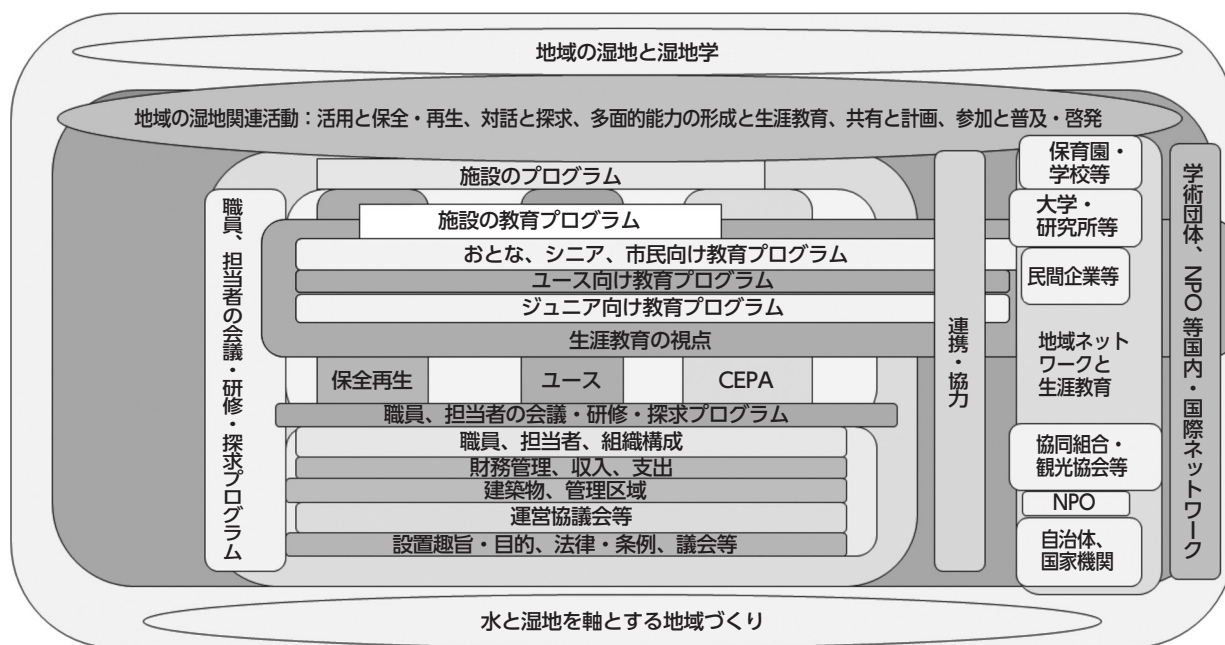 地域の湿地と湿地学
地域の湿地関連活動：活用と保全・再生、対話と探求、多面的能力の形成と生涯教育、共有と計画、参加と普及・啓発
職員、担当者の会議・研修・探求プログラム
施設のプログラム
施設の教育プログラム
おとな、シニア、市民向け教育プログラム
ユース向け教育プログラム
ジュニア向け教育プログラム
生涯教育の視点
保全再生
ユース
CEPA
職員、担当者の会議・研修・探求プログラム
職員、担当者、組織構成
財務管理、収入、支出
建築物、管理区域
運営協議会等
設置趣旨・目的、法律・条例、議会等
連携・協力
保育園・
学校等
大学・
研究所等
民間企業等
地域ネット
ワークと
生涯教育
協同組合・
観光協会等
NPO
自治体、
国家機関
学術団体、NPO等国内・国際ネットワーク
水と湿地を軸とする地域づくり